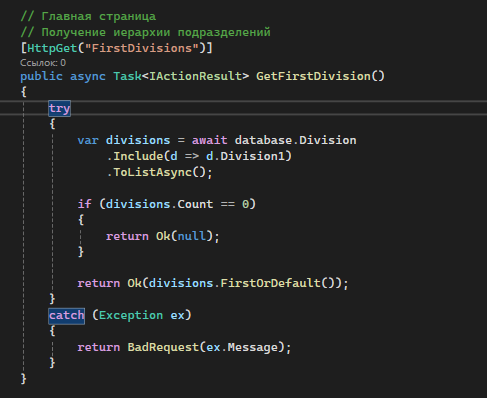 // Главная страница
// Получение иерархии подразделений
[HttpGet("FirstDivisions")]
Ссылок: 0
public async Task<IActionResult> GetFirstDivision()
{
try
{
var divisions = await database.Division
.Include(d => d.Division1)
.ToListAsync();
if (divisions.Count == 0)
{
return Ok(null);
}
return Ok(divisions.FirstOrDefault());
}
catch (Exception ex)
{
return BadRequest(ex.Message);
}
}